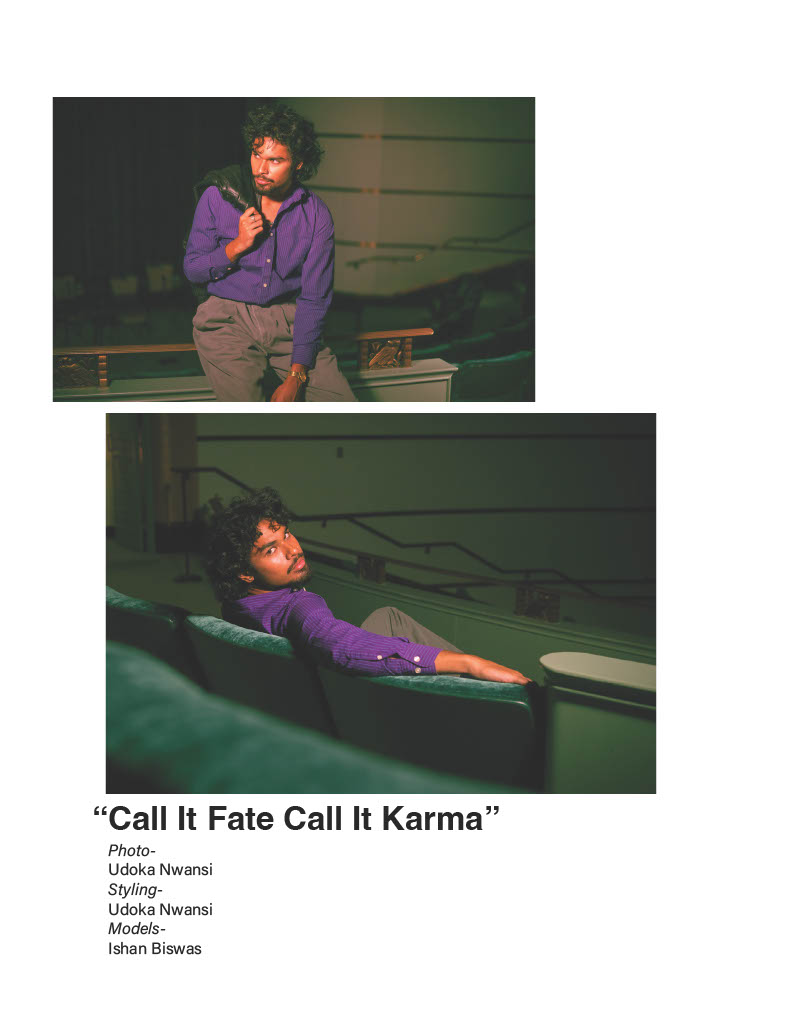 “Call It Fate Call It Karma”
Photo-
Udoka Nwansi
Styling-
Udoka Nwansi
Models-
Ishan Biswas